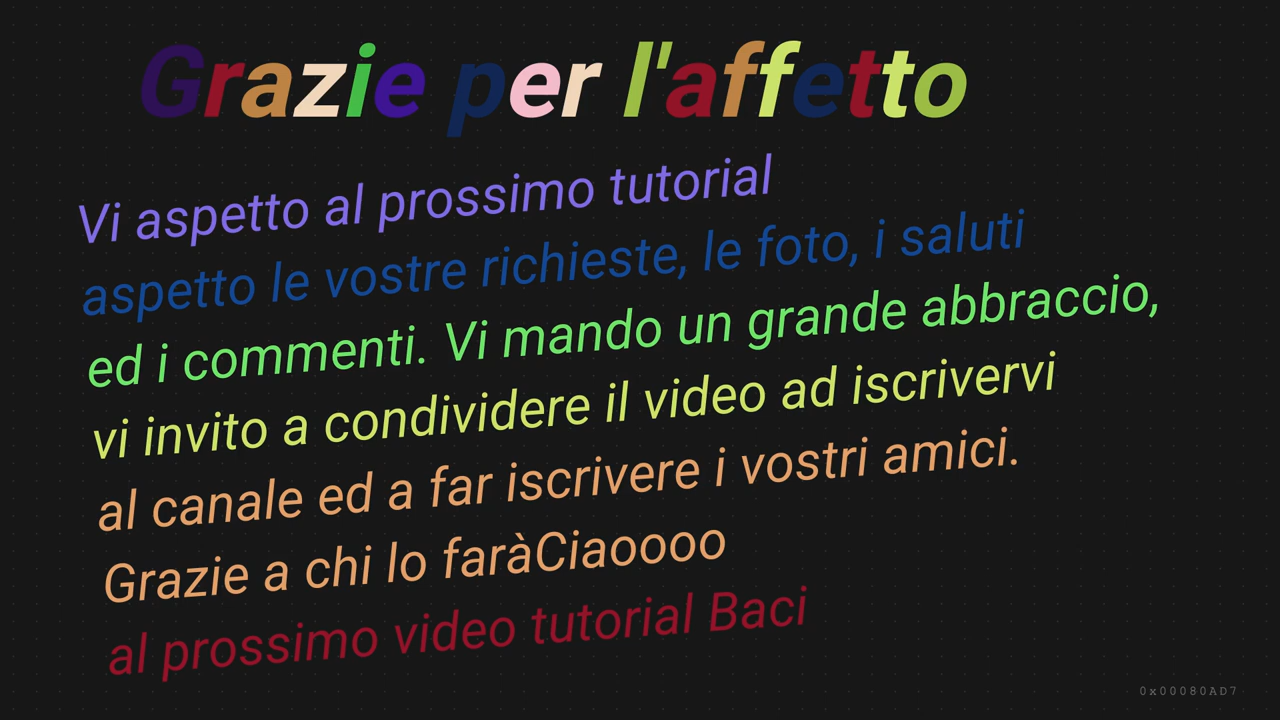 Grazie per l'affetto
Vi aspetto al prossimo tutorial
aspetto le vostre richieste, le foto, i saluti
ed i commenti. Vi mando un grande abbraccio,
vi invito a condividere il video ad iscrivervi
al canale ed a far iscrivere i vostri amici.
Grazie a chi lo faràCiaoooo
al prossimo video tutorial Baci
0x00080AD7